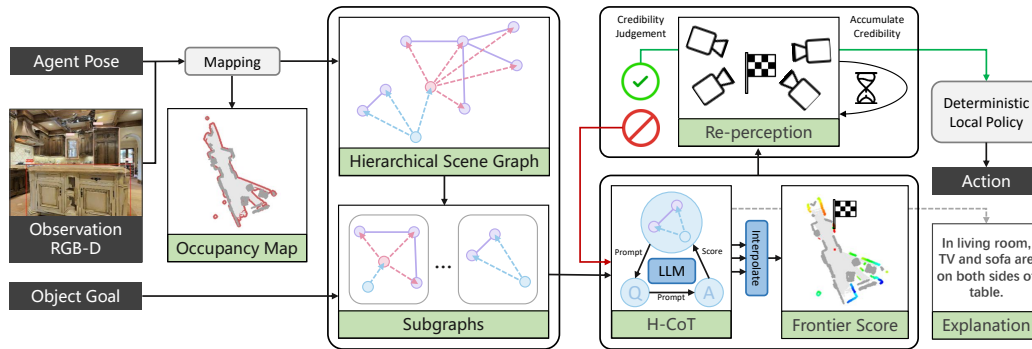 Agent Pose
Mapping
Observation
RGB-D
Occupancy Map
Object Goal
Hierarchical Scene Graph
...
Subgraphs
Credibility
Judgement
Accumulate
Credibility
Re-perception
Deterministic
Local Policy
Action
Prompt
Score
LLM
Q
Prompt
A
H-CoT
Interpolate
Frontier Score
In living room,
TV and sofa are
on both sides of
table.
Explanation